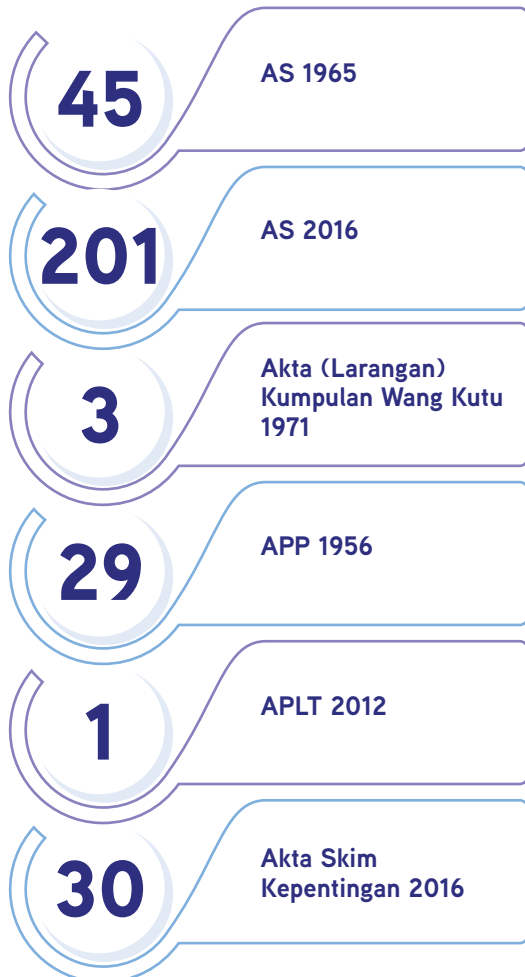 45
AS 1965
201
AS 2016
3
Akta (Larangan)
Kumpulan Wang Kutu
1971
29
APP 1956
1
APLT 2012
30
Akta Skim
Kepentingan 2016